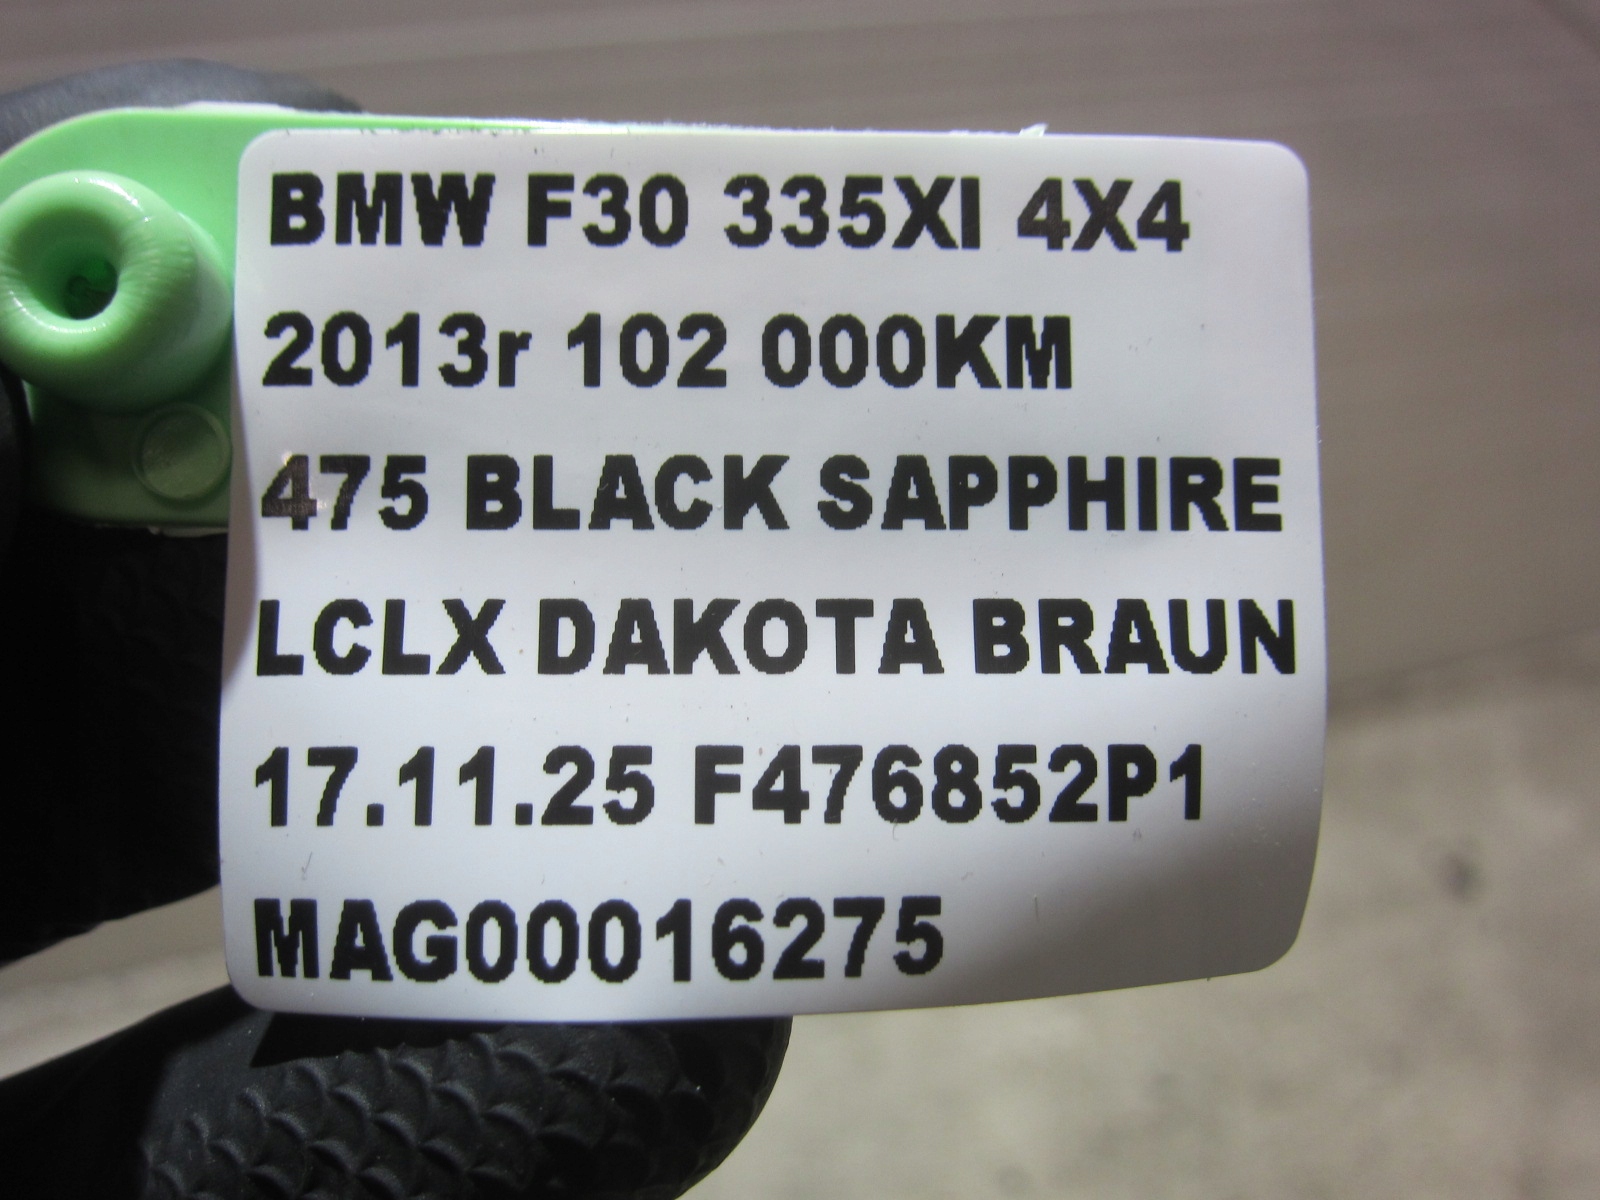 BMW F30 335XI 4X4
2013r 102 000KM
475 BLACK SAPPHIRE
LCLX DAKOTA BRAUN
17.11.25 F476852P1
MAG00016275